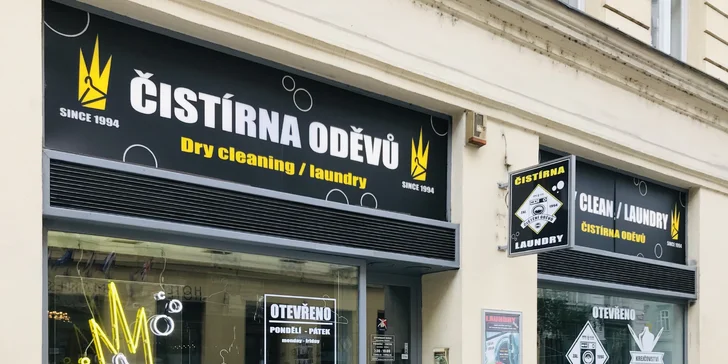 SINCE 1994
ČISTÍRNA ODĚVŮ
Dry cleaning / laundry
SINCE 1994
ČISTÍRNA
LAUNDRY
CLEAN / LAUNDRY
ČISTÍRNA ODĚVŮ
SINCE 1994
OTEVŘENO
PONDĚLÍ - PÁTEK
monday - friday
OTEVŘENO